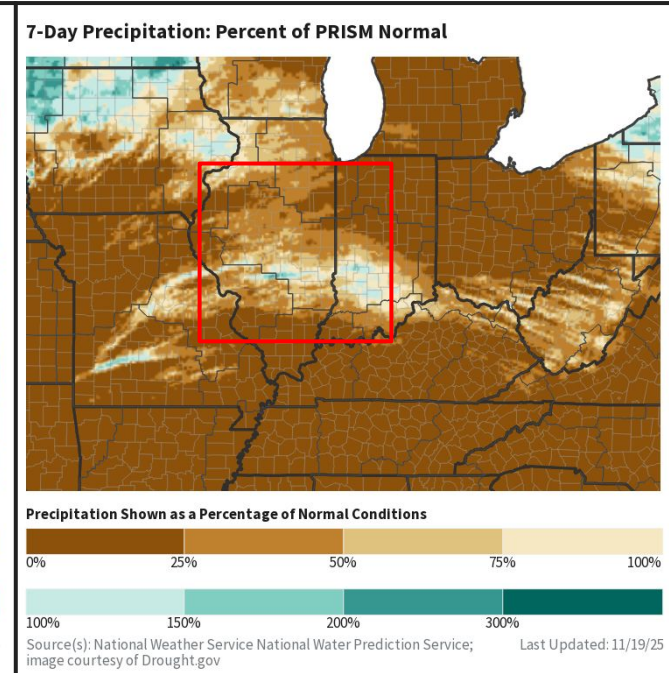 7-Day Precipitation: Percent of PRISM Normal
Precipitation Shown as a Percentage of Normal Conditions
0% 25% 50% 75% 100%
100% 150% 200% 300%
Source(s): National Weather Service National Water Prediction Service; Last Updated: 11/19/25
image courtesy of Drought.gov